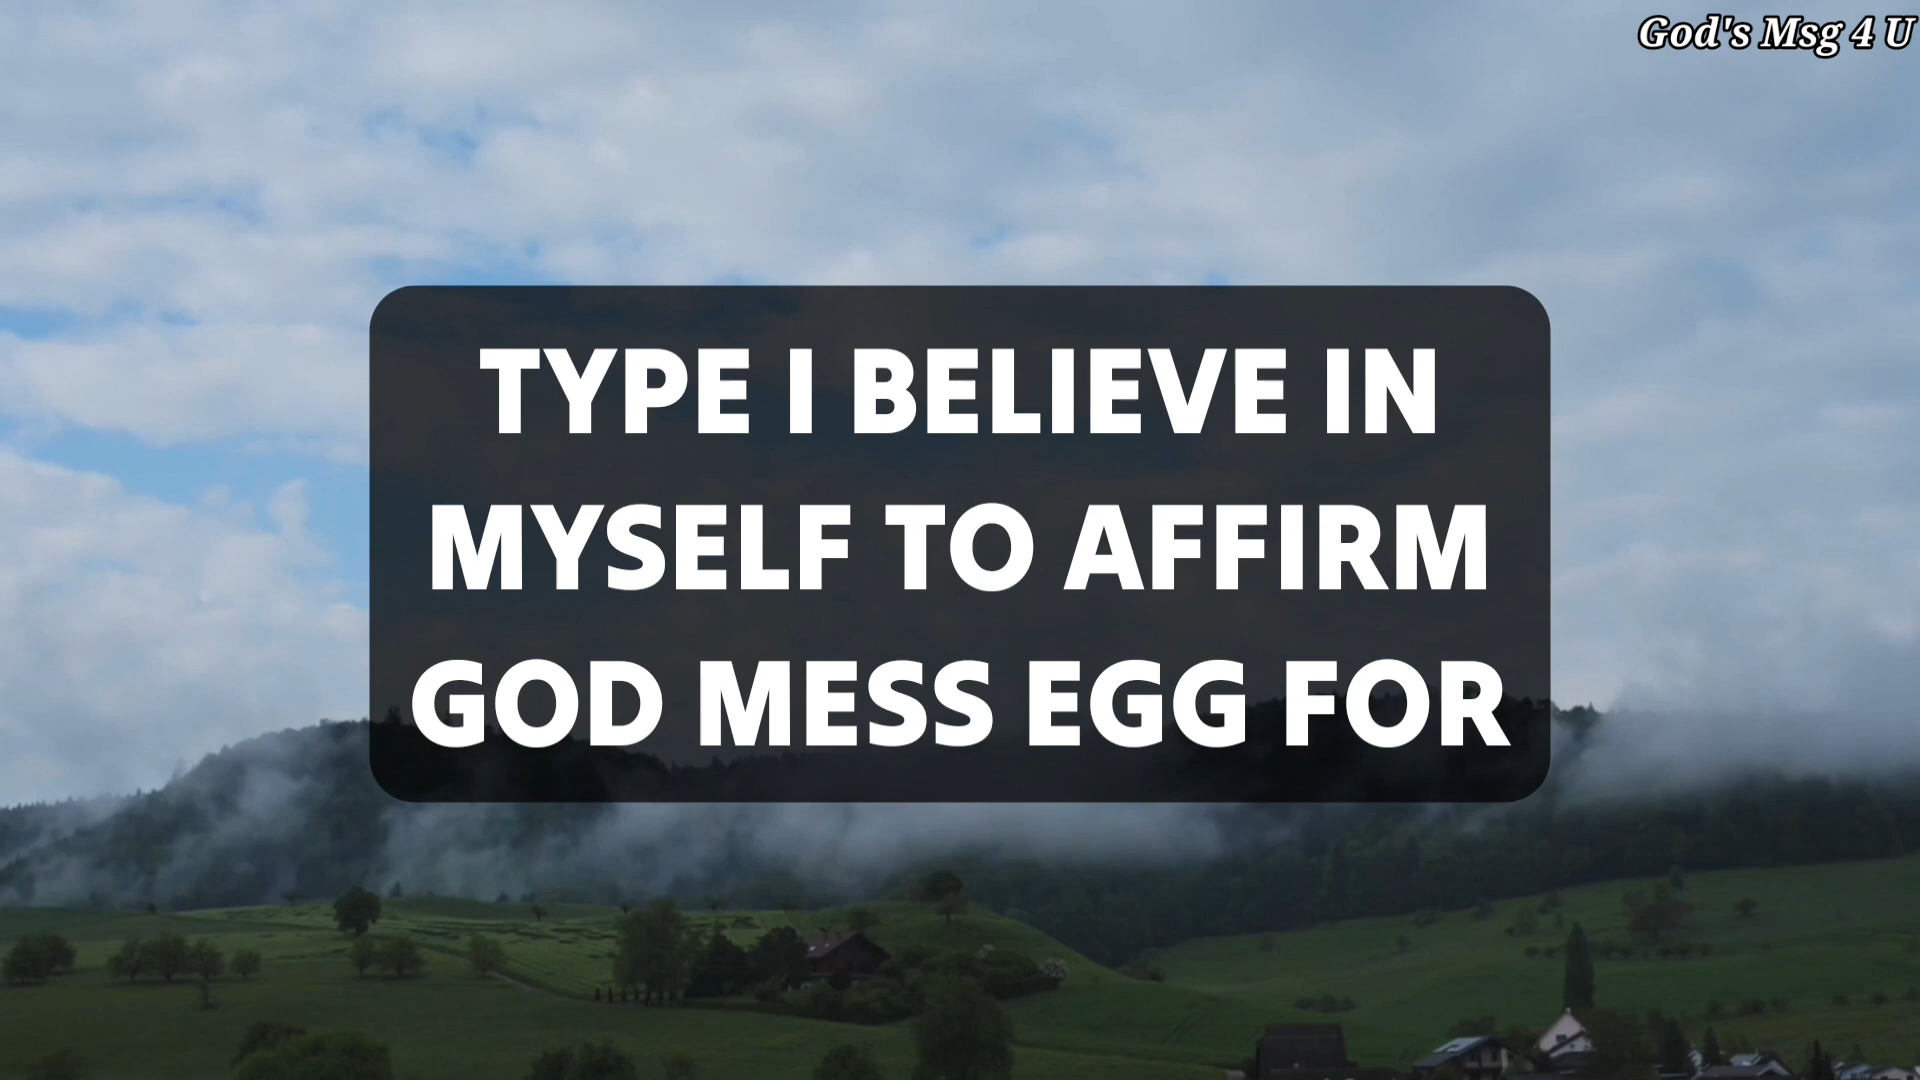 God's Msg 4 U
TYPE I BELIEVE IN
MYSELF TO AFFIRM
GOD MESS EGG FOR